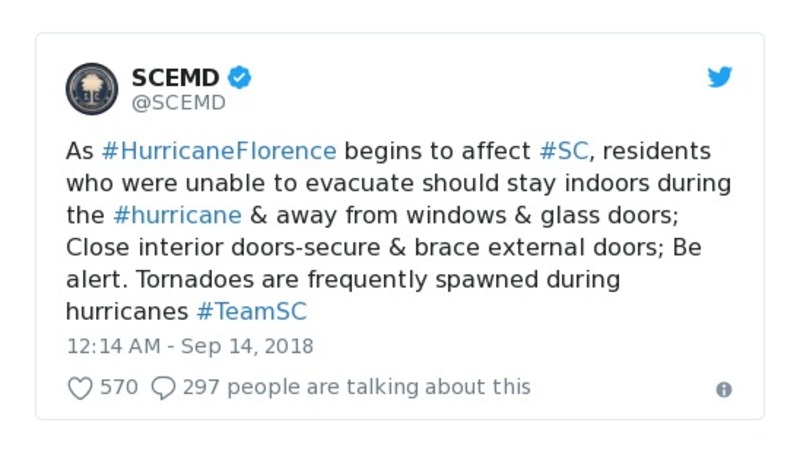 SCEMD
@SCEMD
As #HurricaneFlorence begins to affect #SC, residents
who were unable to evacuate should stay indoors during
the #hurricane & away from windows & glass doors;
Close interior doors-secure & brace external doors; Be
alert. Tornadoes are frequently spawned during
hurricanes #TeamSC
12:14 AM - Sep 14, 2018
570 297 people are talking about this